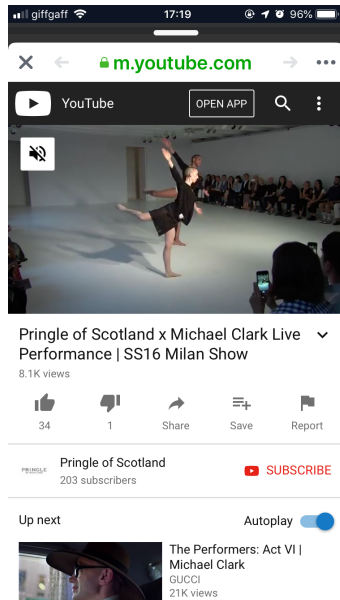 giffgaff 17:19 96%
m.youtube.com
YouTube OPEN APP
Pringle of Scotland x Michael Clark Live
Performance | SS16 Milan Show
8.1K views
34 1 Share Save Report
PRINGLE
Pringle of Scotland
203 subscribers
SUBSCRIBE
Up next Autoplay
The Performers: Act VI |
Michael Clark
GUCCI
21K views